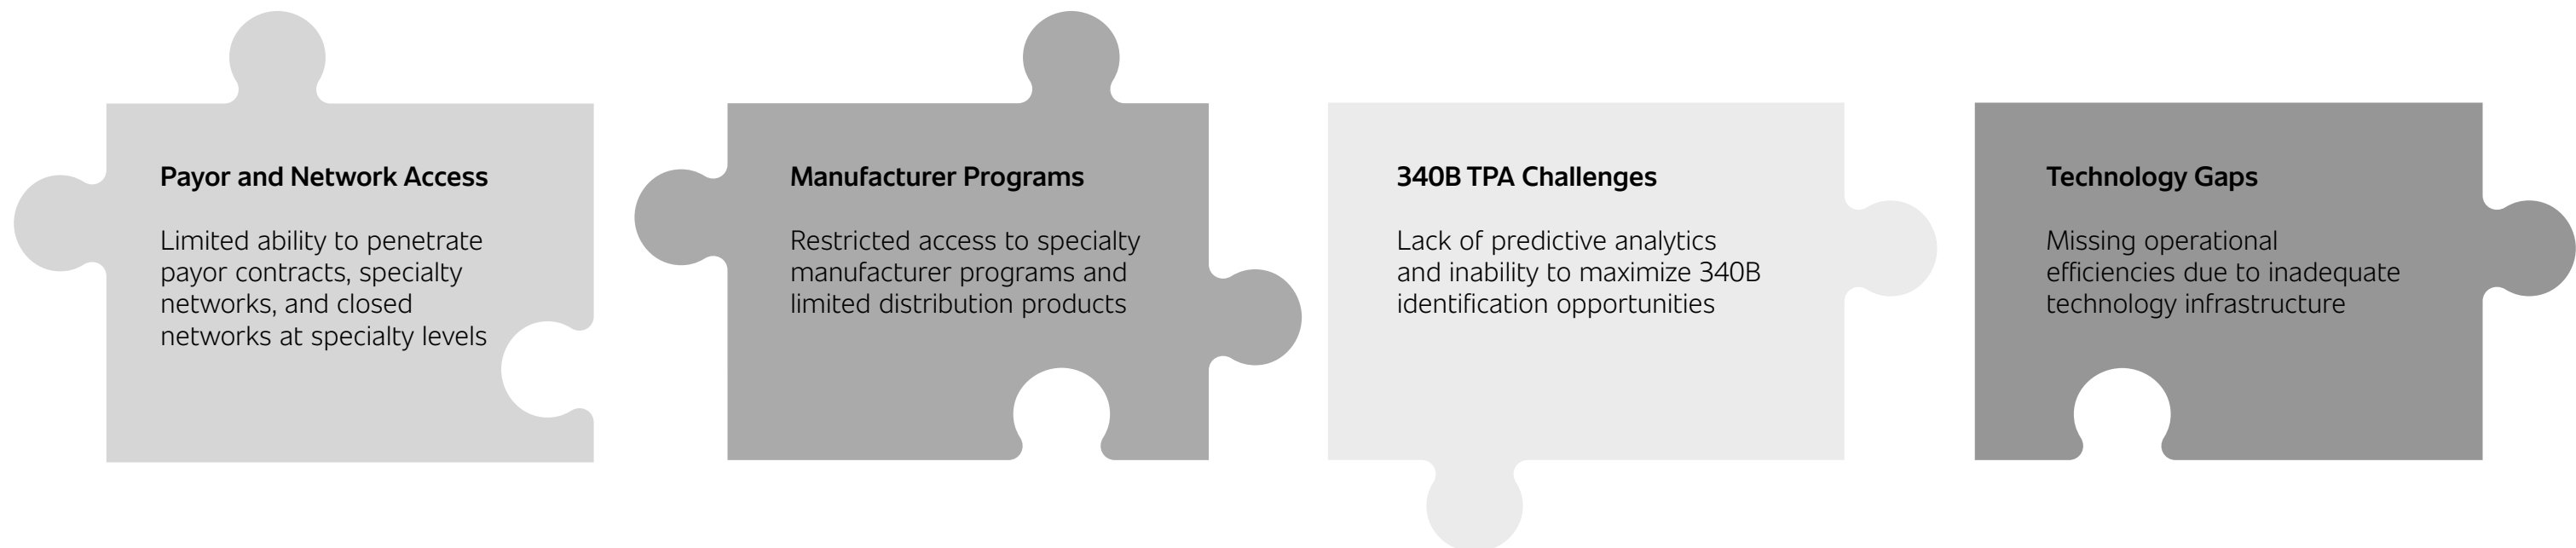 Payor and Network Access
Limited ability to penetrate
payor contracts, specialty
networks, and closed
networks at specialty levels
Manufacturer Programs
Restricted access to specialty
manufacturer programs and
limited distribution products
340B TPA Challenges
Lack of predictive analytics
and inability to maximize 340B
identification opportunities
Technology Gaps
Missing operational
efficiencies due to inadequate
technology infrastructure